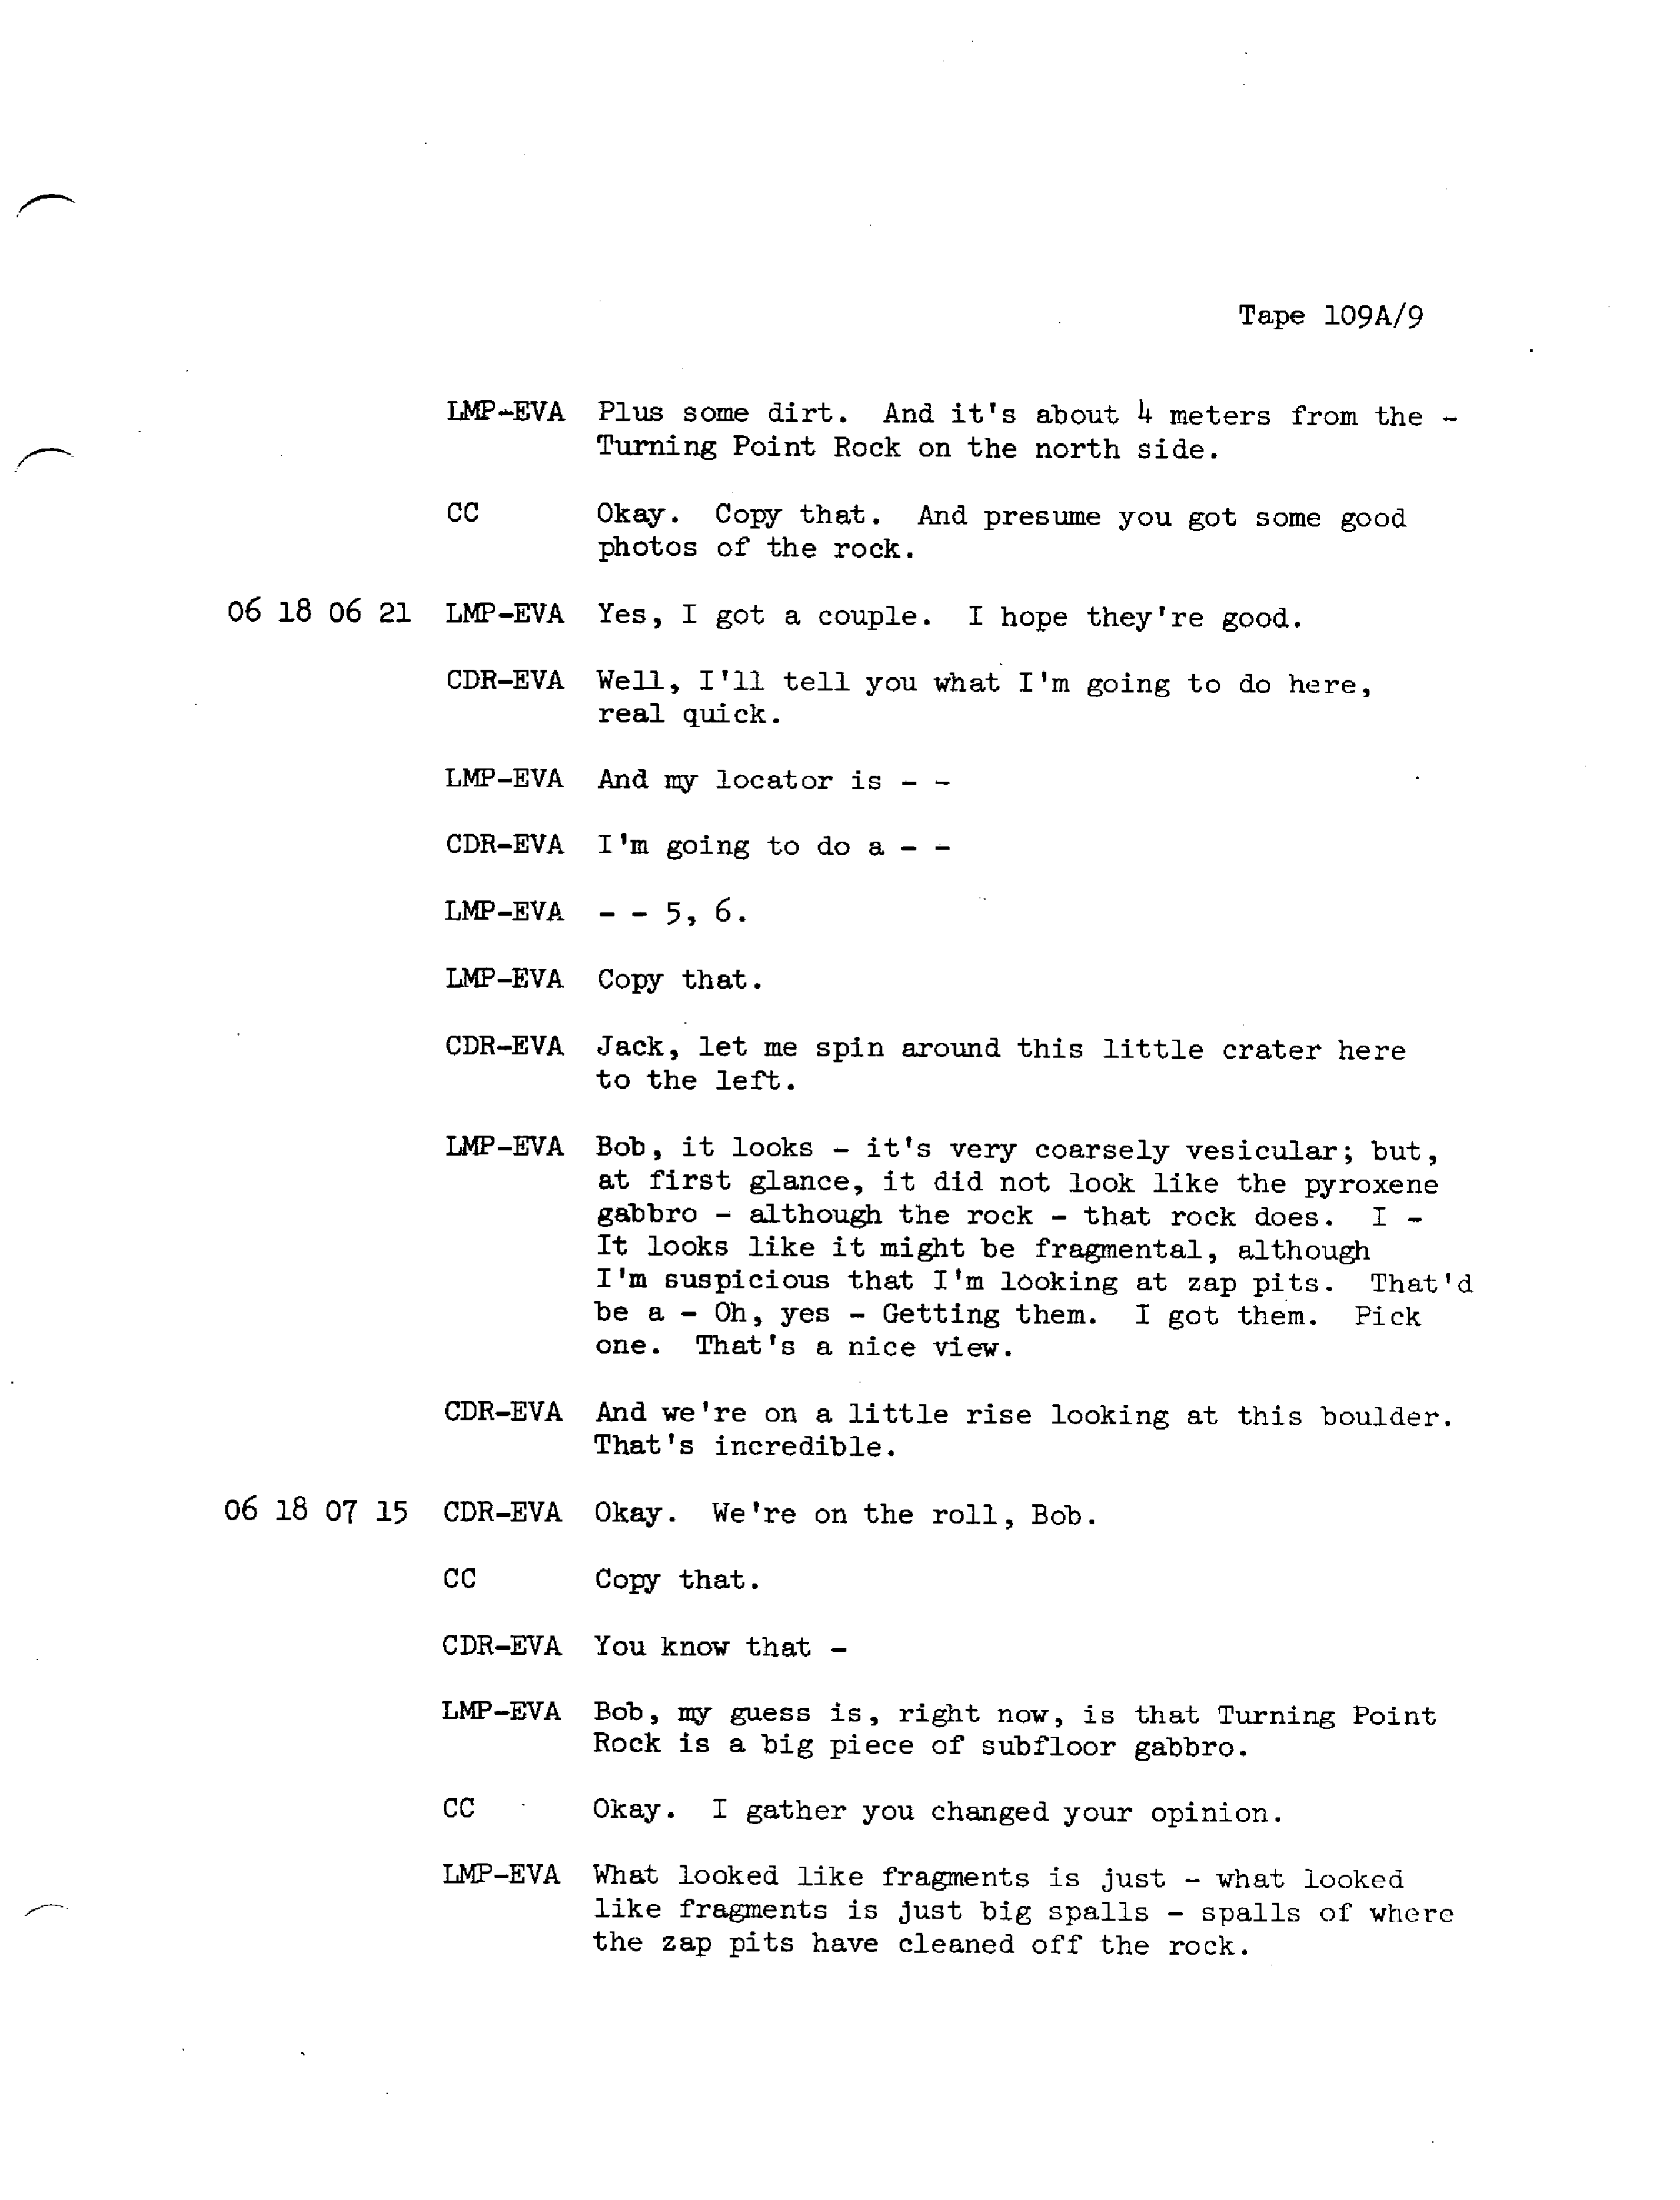 Tape 109A/9
LMP-EVA Plus some dirt. And it's about 4 meters from the -
Turning Point Rock on the north side.
CC Okay. Copy that. And presume you got some good
photos of the rock.
06 18 06 21 LMP-EVA Yes, I got a couple. I hope they're good.
CDR-EVA Well, I'll tell you what I'm going to do here,
real quick.
LMP-EVA And my locator is - -
CDR-EVA I'm going to do a - -
LMP-EVA - - 5, 6.
LMP-EVA Copy that.
CDR-EVA Jack, let me spin around this little crater here
to the left.
LMP-EVA Bob, it looks - it's very coarsely vesicular; but,
at first glance, it did not look like the pyroxene
gabbro - although the rock - that rock does. I -
It looks like it might be fragmental, although
I'm suspicious that I'm looking at zap pits. That'd
be a - Oh, yes - Getting them. I got them. Pick
one. That's a nice view.
CDR-EVA And we're on a little rise looking at this boulder.
That's incredible.
06 18 07 15 CDR-EVA Okay. We're on the roll, Bob.
CC Copy that.
CDR-EVA You know that -
LMP-EVA Bob, my guess is, right now, is that Turning Point
Rock is a big piece of subfloor gabbro.
CC Okay. I gather you changed your opinion.
LMP-EVA What looked like fragments is just - what looked
like fragments is just big spalls - spalls of where
the zap pits have cleaned off the rock.